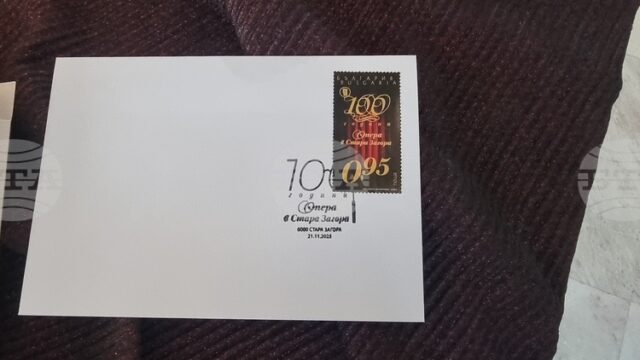 БЪЛГАРИЯ
BULGARIA
100
години
Опера
в Стара Загора
0.95
100
години
Опера
в Стара Загора
6000 СТАРА ЗАГОРА
21.11.2025